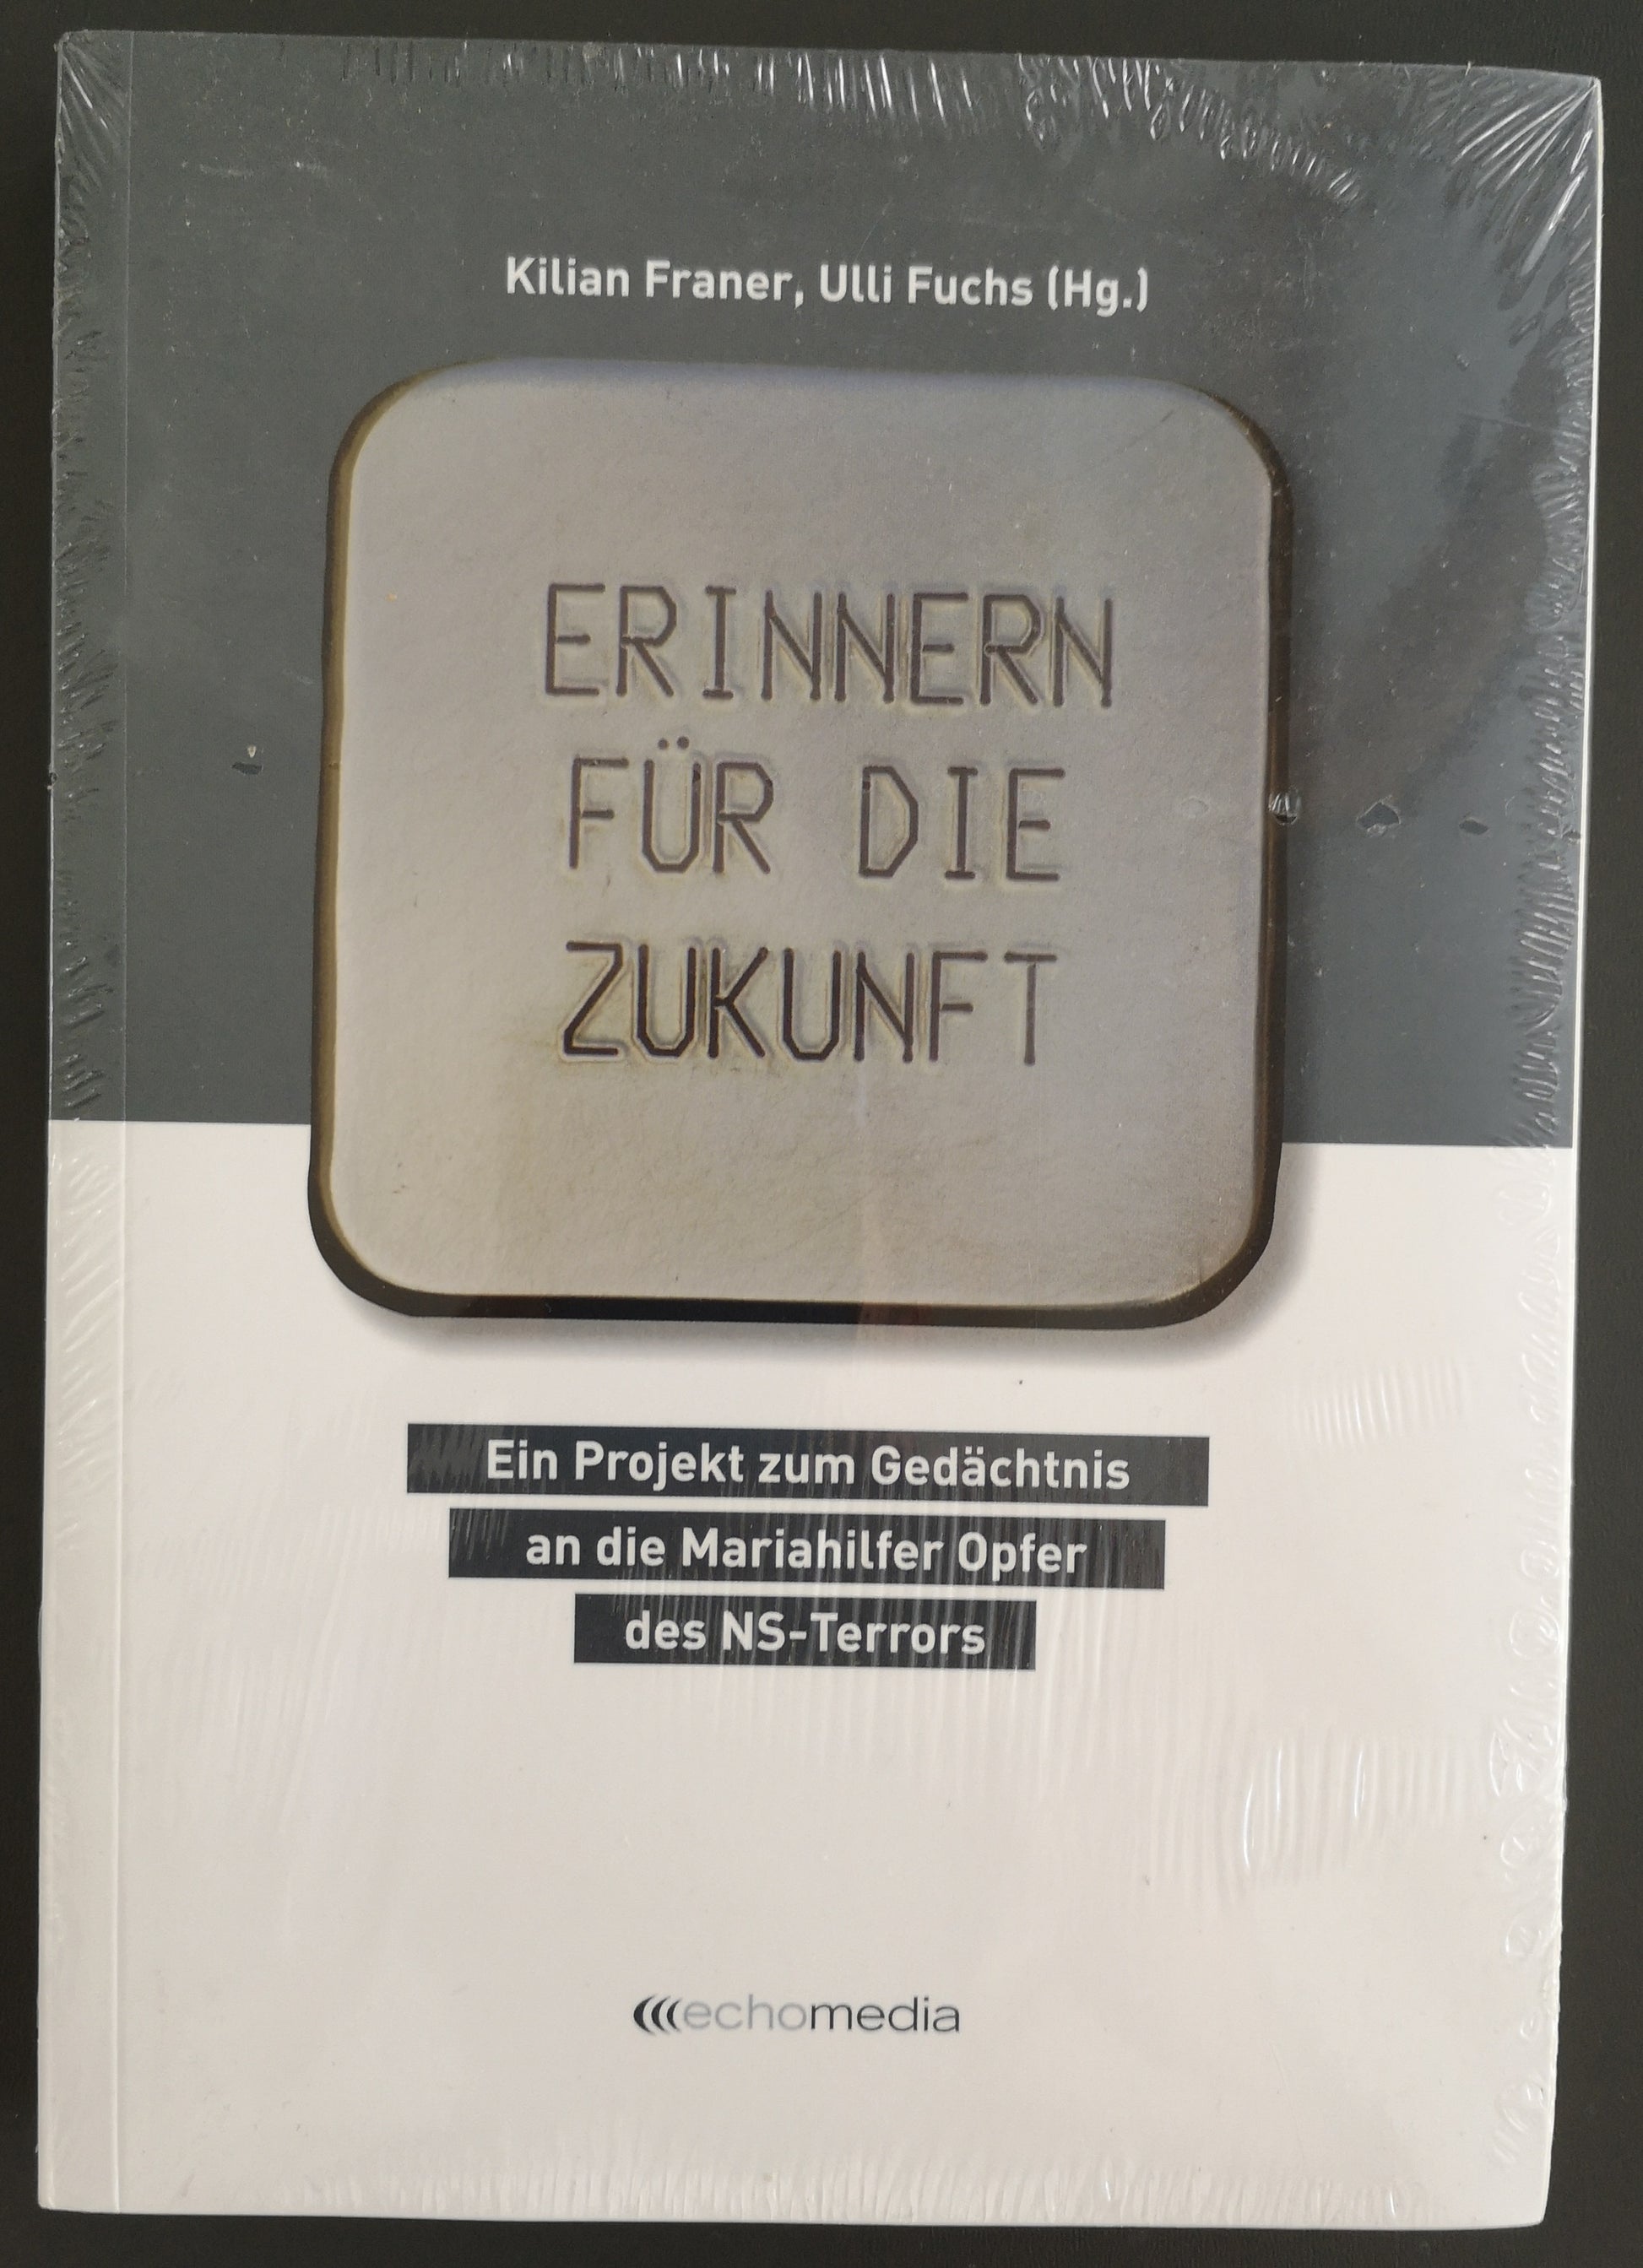 Kilian Franer, Ulli Fuchs (Hg.)
ERINNERN
FÜR DIE
ZUKUNFT
Ein Projekt zum Gedächtnis
an die Mariahilfer Opfer
des NS-Terrors
echomedia